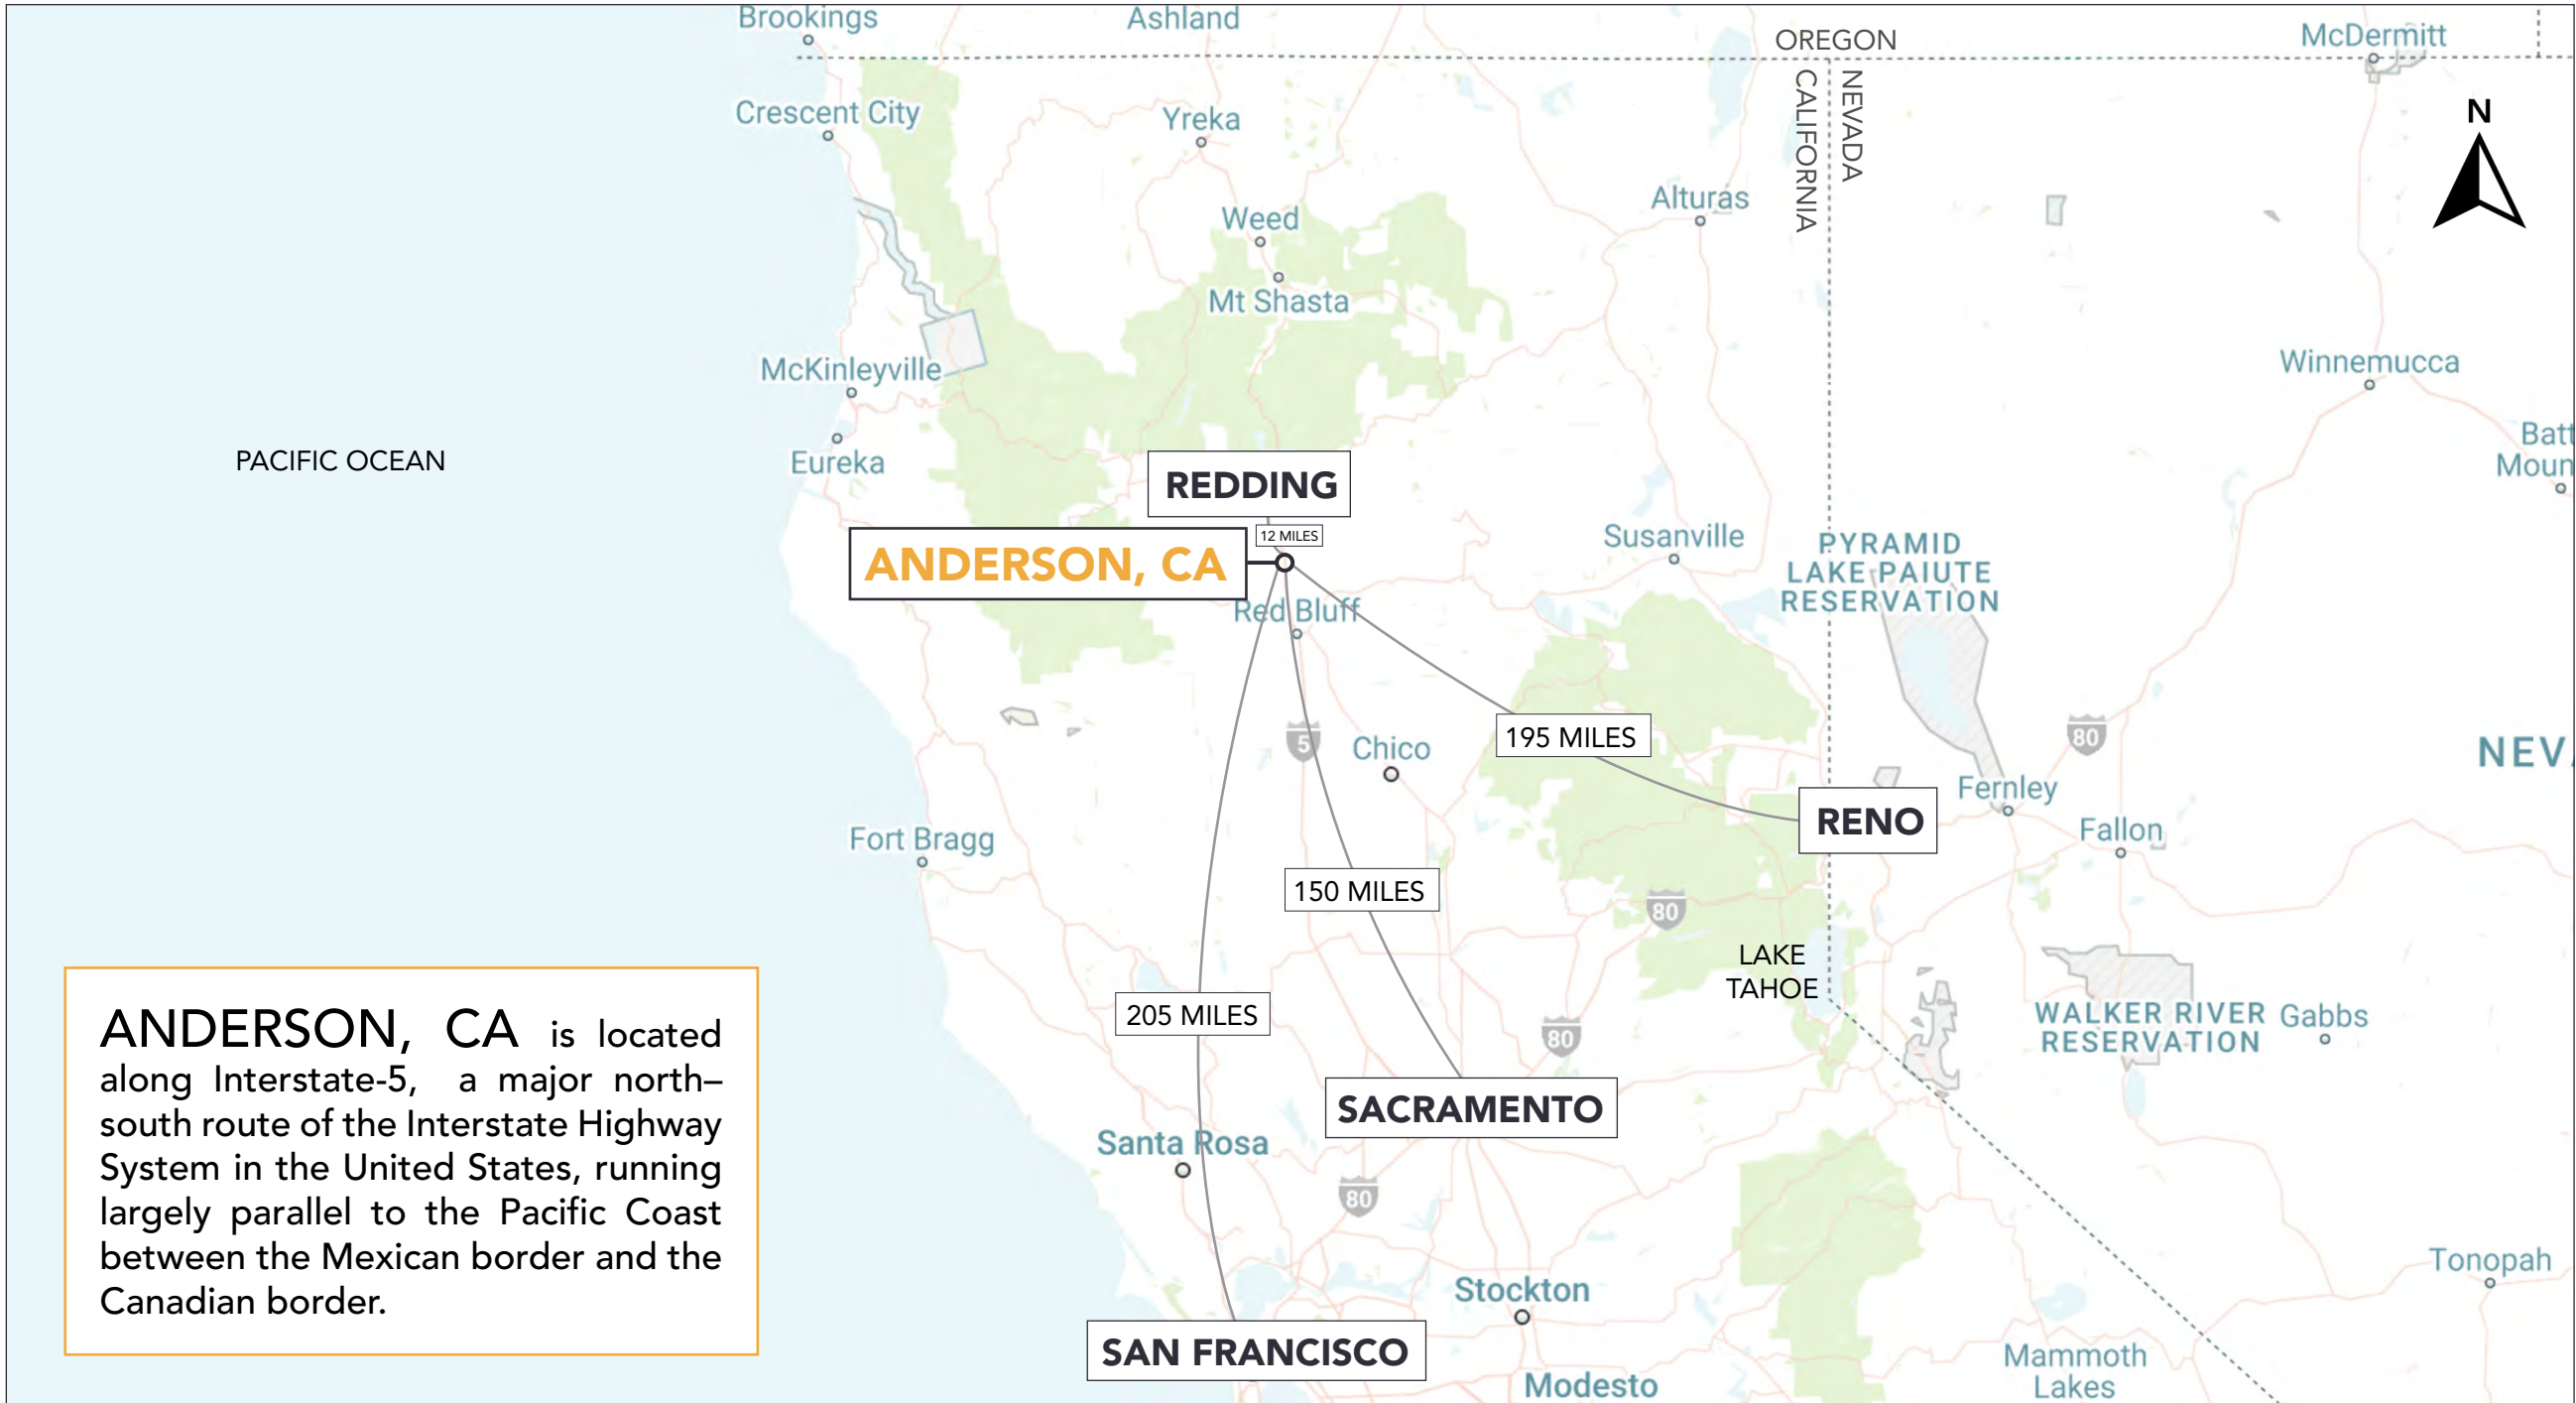 Brookings
Ashland
OREGON
McDermitt
CALIFORNIA
NEVADA
N
Crescent City
Yreka
Alturas
Weed
Mt Shasta
McKinleyville
Winnemucca
Batt
Moun
PACIFIC OCEAN
Eureka
REDDING
12 MILES
ANDERSON, CA
Susanville
PYRAMID
LAKE PAIUTE
RESERVATION
Red Bluff
195 MILES
5
Chico
80
NEV
RENO
Fernley
Fallon
Fort Bragg
150 MILES
80
LAKE
TAHOE
205 MILES
80
WALKER RIVER
RESERVATION
Gabbs
SACRAMENTO
Santa Rosa
80
Stockton
Tonopah
SAN FRANCISCO
Modesto
Mammoth
Lakes
ANDERSON, CA is located
along Interstate-5, a major north–
south route of the Interstate Highway
System in the United States, running
largely parallel to the Pacific Coast
between the Mexican border and the
Canadian border.